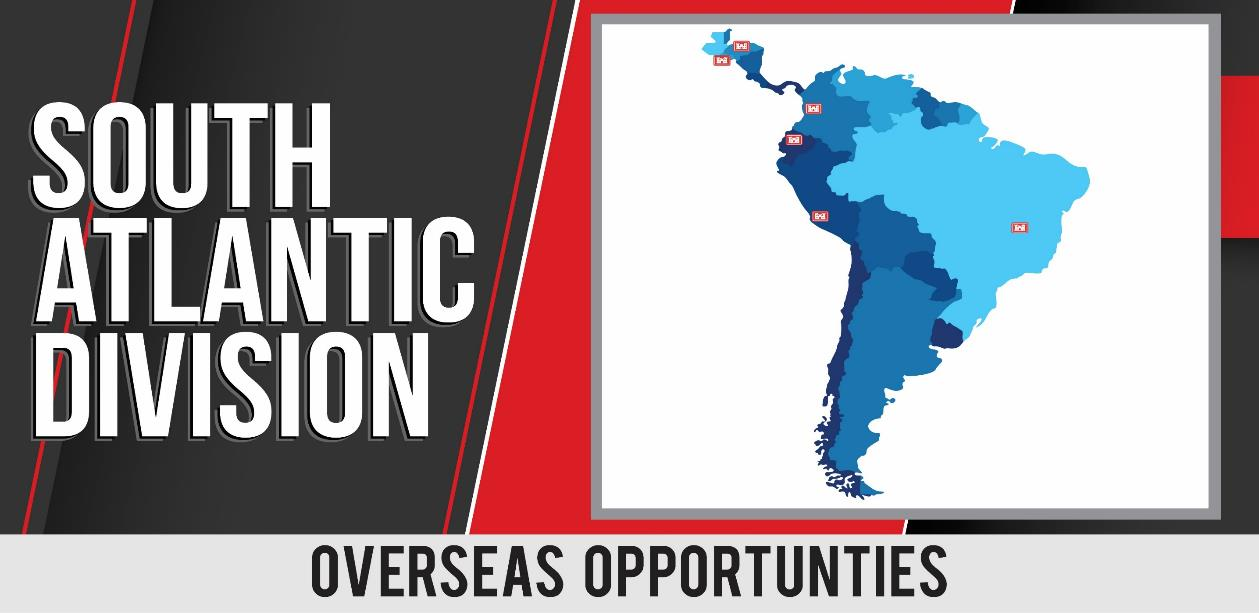 SOUTH
ATLANTIC
DIVISION
OVERSEAS OPPORTUNTIES